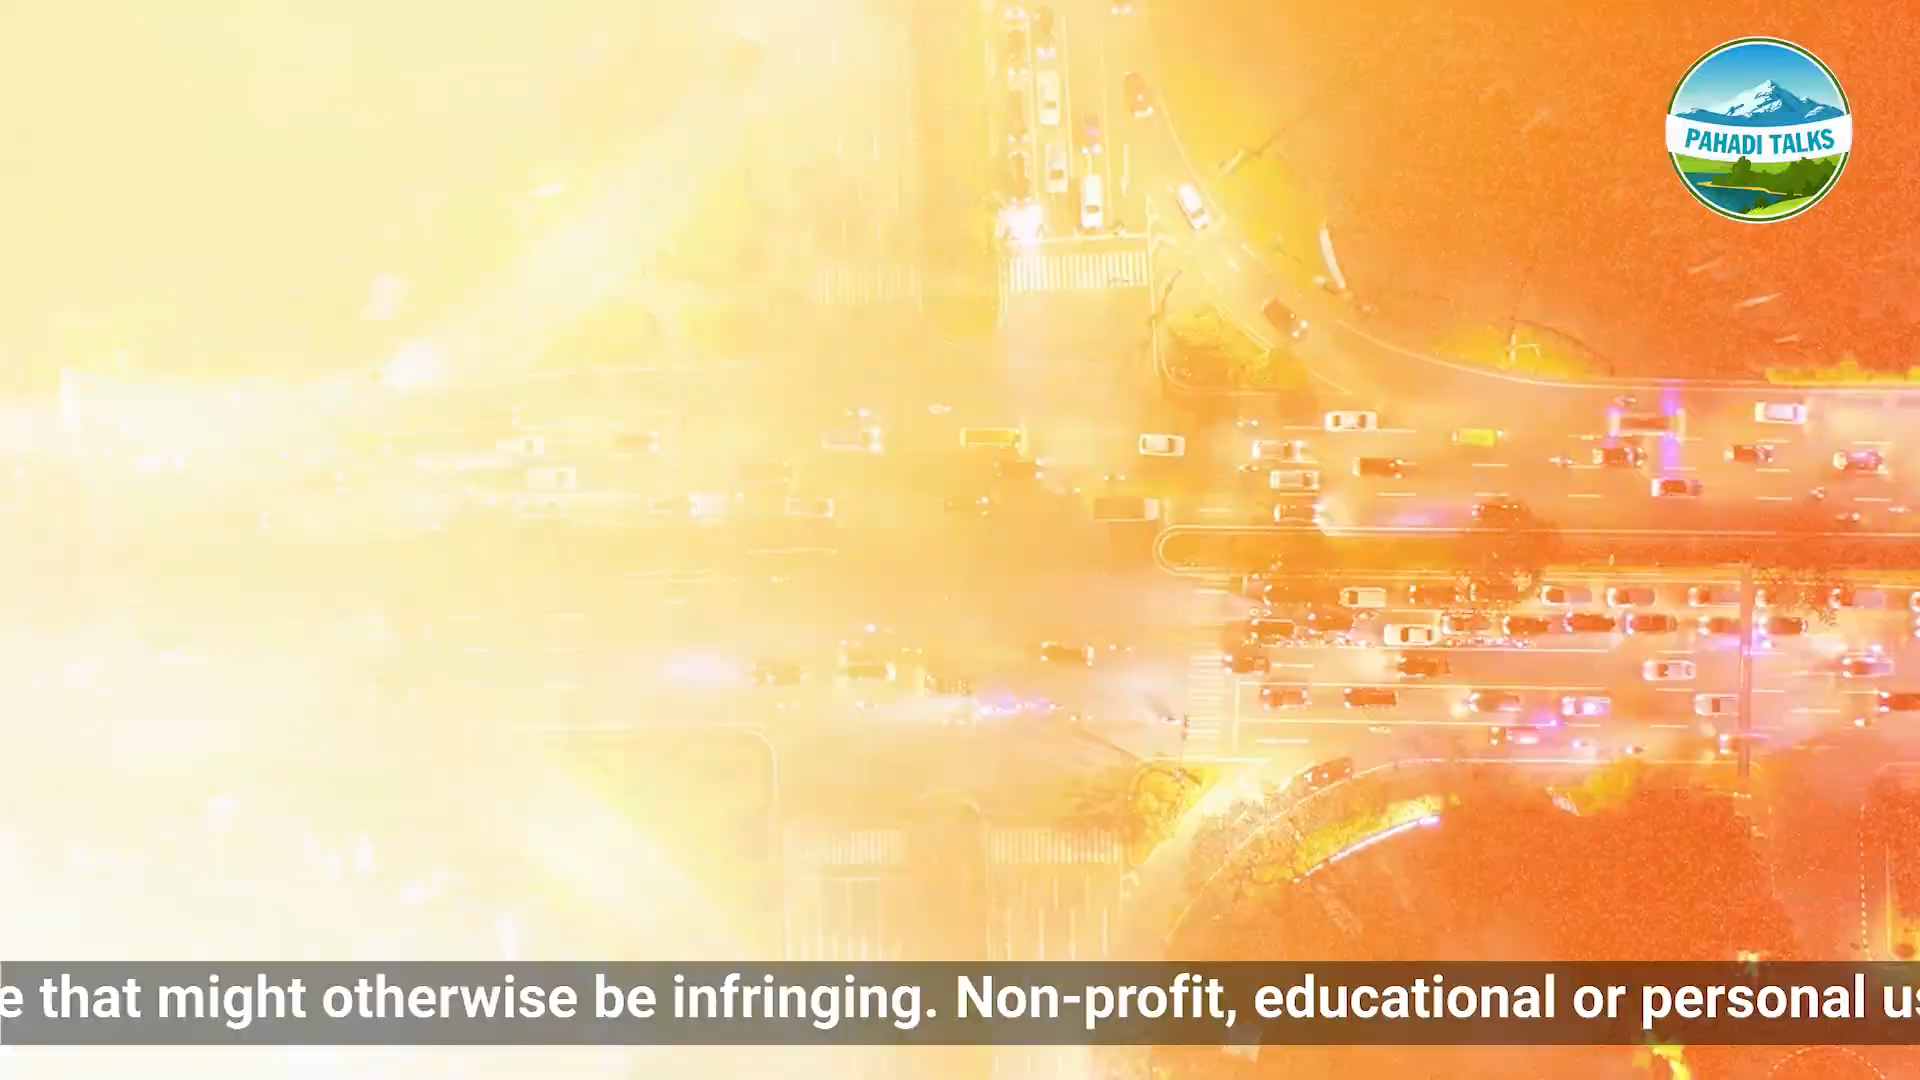 PAHADI TALKS
e that might otherwise be infringing. Non-profit, educational or personal us